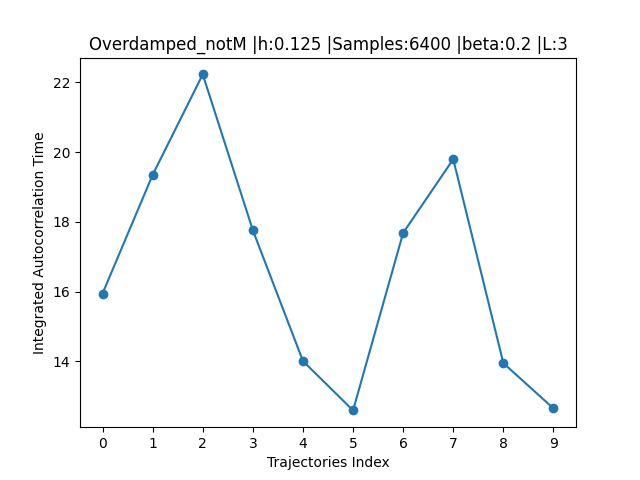 Overdamped_notM |h:0.125 |Samples:6400 |beta:0.2 |L:3
Integrated Autocorrelation Time
22
20
18
16
14
0 1 2 3 4 5 6 7 8 9
Trajectories Index